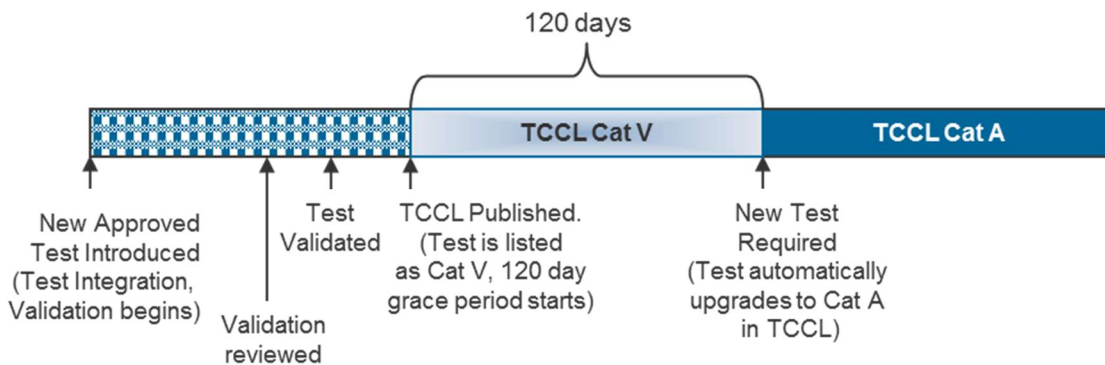 120 days
TCCL Cat V
TCCL Cat A
New Approved
Test Introduced
(Test Integration,
Validation begins)
Validation
reviewed
Test
Validated
TCCL Published.
(Test is listed
as Cat V, 120 day
grace period starts)
New Test
Required
(Test automatically
upgrades to Cat A
in TCCL)